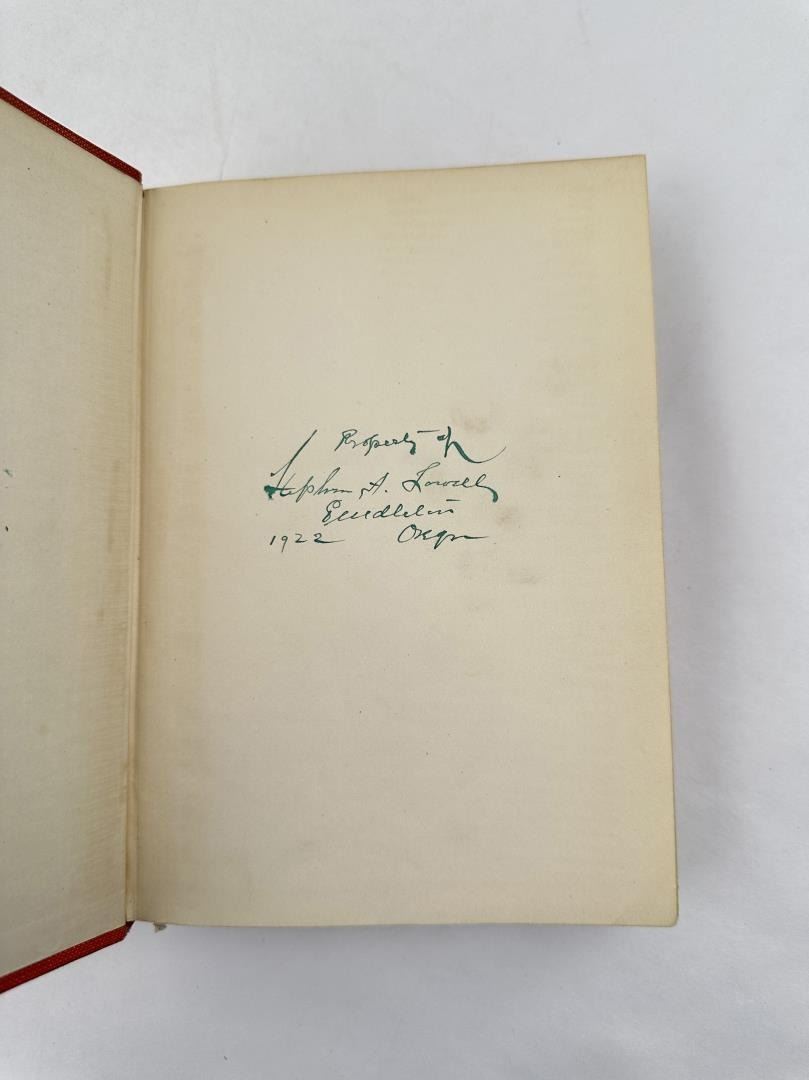 Property of
Stephen A. Lowell
Pendleton
1922 Oregon